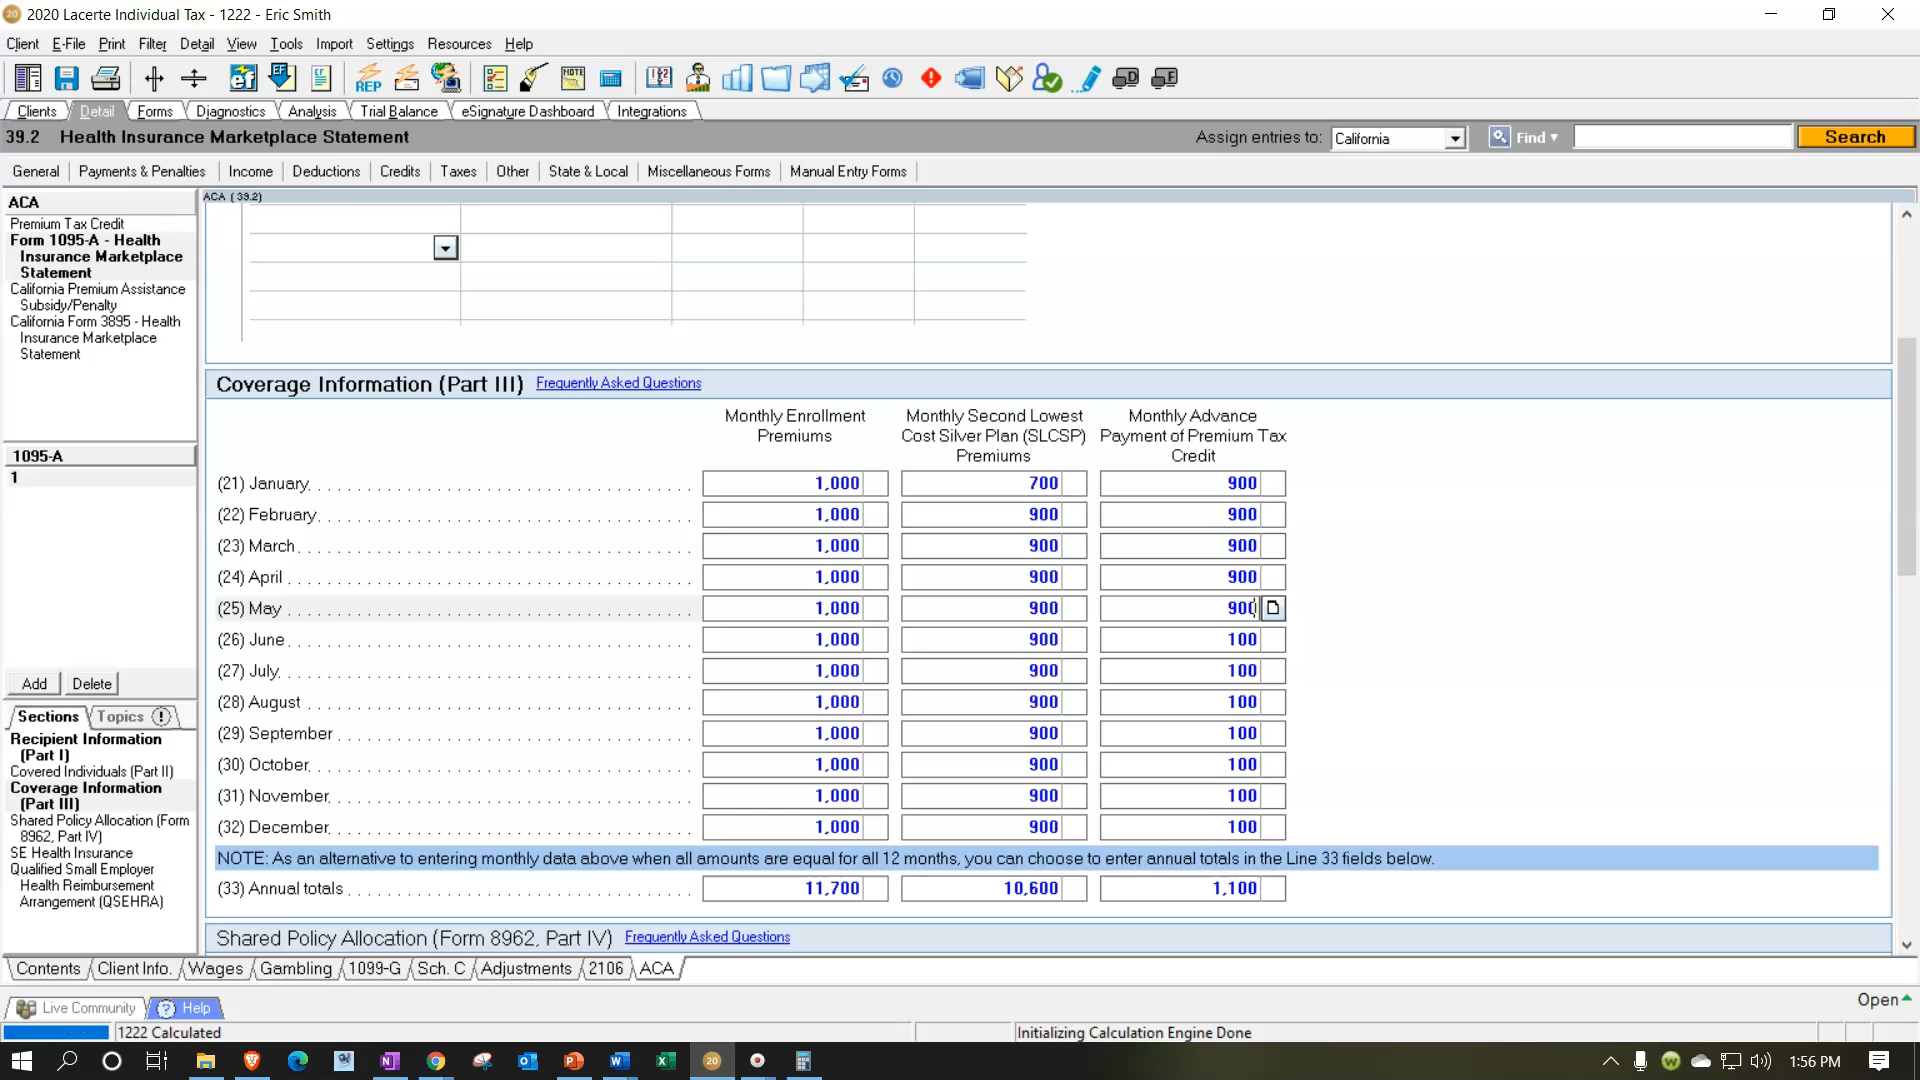 20 2020 Lacerte Individual Tax - 1222 - Eric Smith
Client E-File Print Filter Detail View Tools Import Settings Resources Help
Clients Detail Forms Diagnostics Analysis Trial Balance eSignature Dashboard Integrations
39.2 Health Insurance Marketplace Statement Assign entries to: California Find Search
General Payments & Penalties Income Deductions Credits Taxes Other State & Local Miscellaneous Forms Manual Entry Forms
ACA
Premium Tax Credit
Form 1095-A - Health
Insurance Marketplace
Statement
California Premium Assistance
Subsidy/Penalty
California Form 3895 - Health
Insurance Marketplace
Statement
1095-A
1
Add Delete
Sections Topics
Recipient Information
(Part I)
Covered Individuals (Part II)
Coverage Information
(Part III)
Shared Policy Allocation (Form
8962, Part IV)
SE Health Insurance
Qualified Small Employer
Health Reimbursement
Arrangement (QSEHRA)
ACA (39.2)
Coverage Information (Part III) Frequently Asked Questions
Monthly Enrollment Premiums
Monthly Second Lowest Cost Silver Plan (SLCSP) Premiums
Monthly Advance Payment of Premium Tax Credit
(21) January 1,000 700 900
(22) February 1,000 900 900
(23) March 1,000 900 900
(24) April 1,000 900 900
(25) May 1,000 900 900
(26) June 1,000 900 100
(27) July 1,000 900 100
(28) August 1,000 900 100
(29) September 1,000 900 100
(30) October 1,000 900 100
(31) November 1,000 900 100
(32) December 1,000 900 100
NOTE: As an alternative to entering monthly data above when all amounts are equal for all 12 months, you can choose to enter annual totals in the Line 33 fields below.
(33) Annual totals 11,700 10,600 1,100
Shared Policy Allocation (Form 8962, Part IV) Frequently Asked Questions
Contents Client Info. Wages Gambling 1099-G Sch. C Adjustments 2106 ACA
Live Community Help Open
1222 Calculated Initializing Calculation Engine Done
1:56 PM